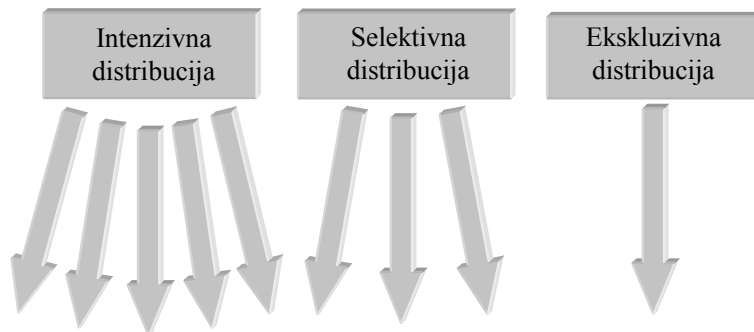 Intenzivna
distribucija
Selektivna
distribucija
Ekskluzivna
distribucija